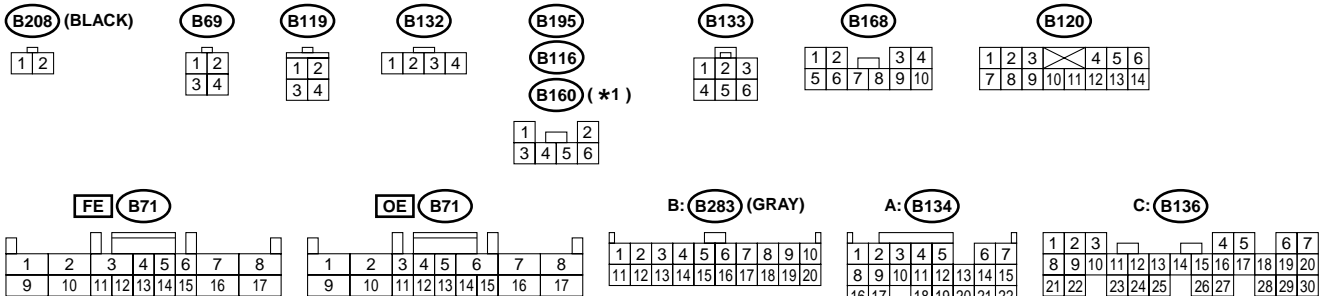 B208 (BLACK) B69 B119 B132 B195 B133 B168 B120
B116
B160 ( *1 )
1 2
1 2
3 4
1 2
3 4
1 2 3 4
1 2
3 4 5 6
1 2 3
4 5 6
1 2 3 4
5 6 7 8 9 10
1 2 3 4 5 6
7 8 9 10 11 12 13 14
FE B71 OE B71 B: B283 (GRAY) A: B134 C: B136
1 2 3 4 5 6 7 8
9 10 11 12 13 14 15 16 17
1 2 3 4 5 6 7 8
9 10 11 12 13 14 15 16 17
1 2 3 4 5 6 7 8 9 10
11 12 13 14 15 16 17 18 19 20
1 2 3 4 5 6 7
8 9 10 11 12 13 14 15
16 17 18 19 20 21 22
1 2 3 4 5 6 7
8 9 10 11 12 13 14 15 16 17 18 19 20
21 22 23 24 25 26 27 28 29 30